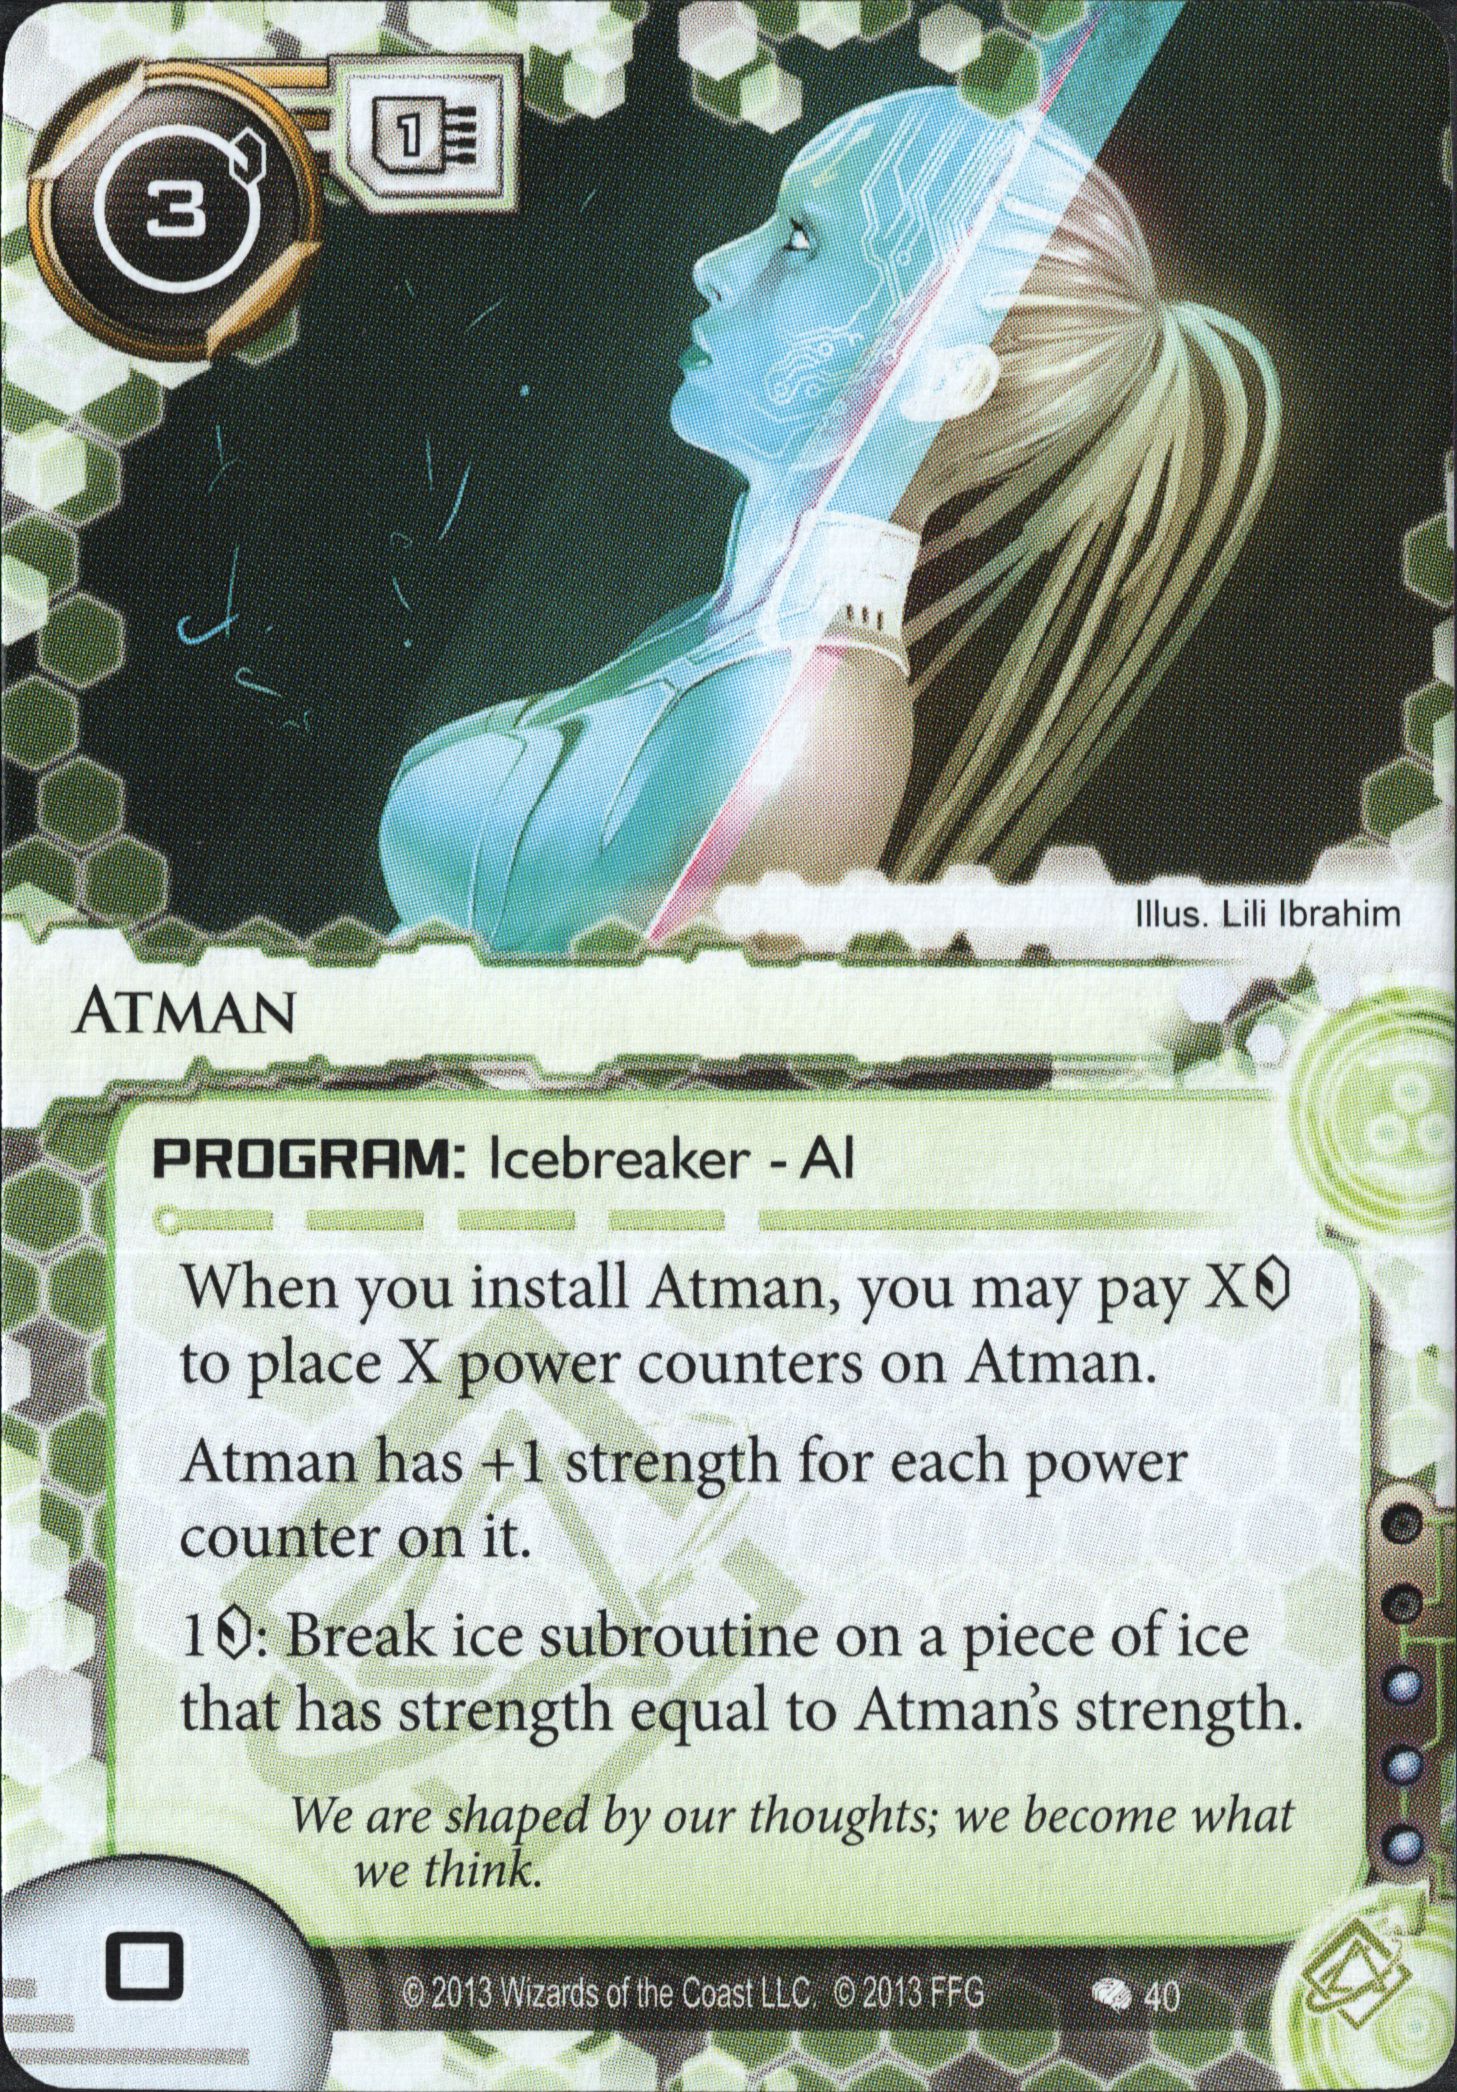 3
1
Illus. Lili Ibrahim
ATMAN
PROGRAM: Icebreaker - AI
When you install Atman, you may pay X
to place X power counters on Atman.
Atman has +1 strength for each power
counter on it.
1: Break ice subroutine on a piece of ice
that has strength equal to Atman's strength.
We are shaped by our thoughts; we become what
we think.
0
© 2013 Wizards of the Coast LLC. © 2013 FFG
40